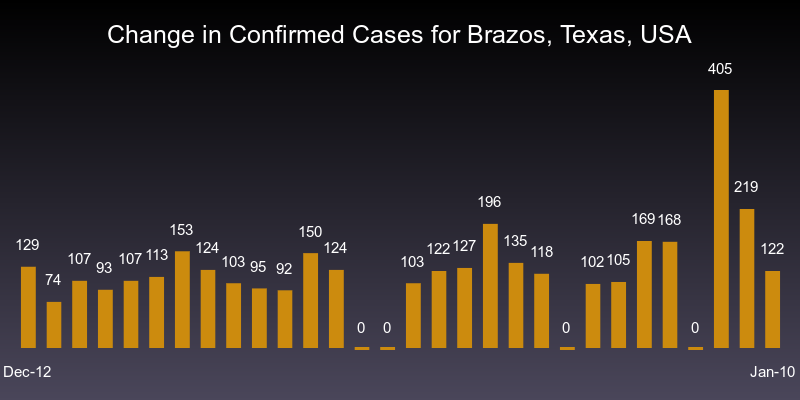 Change in Confirmed Cases for Brazos, Texas, USA
129 74 107 93 107 113 153 124 103 95 92 150 124 0 0 103 122 127 196 135 118 0 102 105 169 168 0 405 219 122
Dec-12 Jan-10